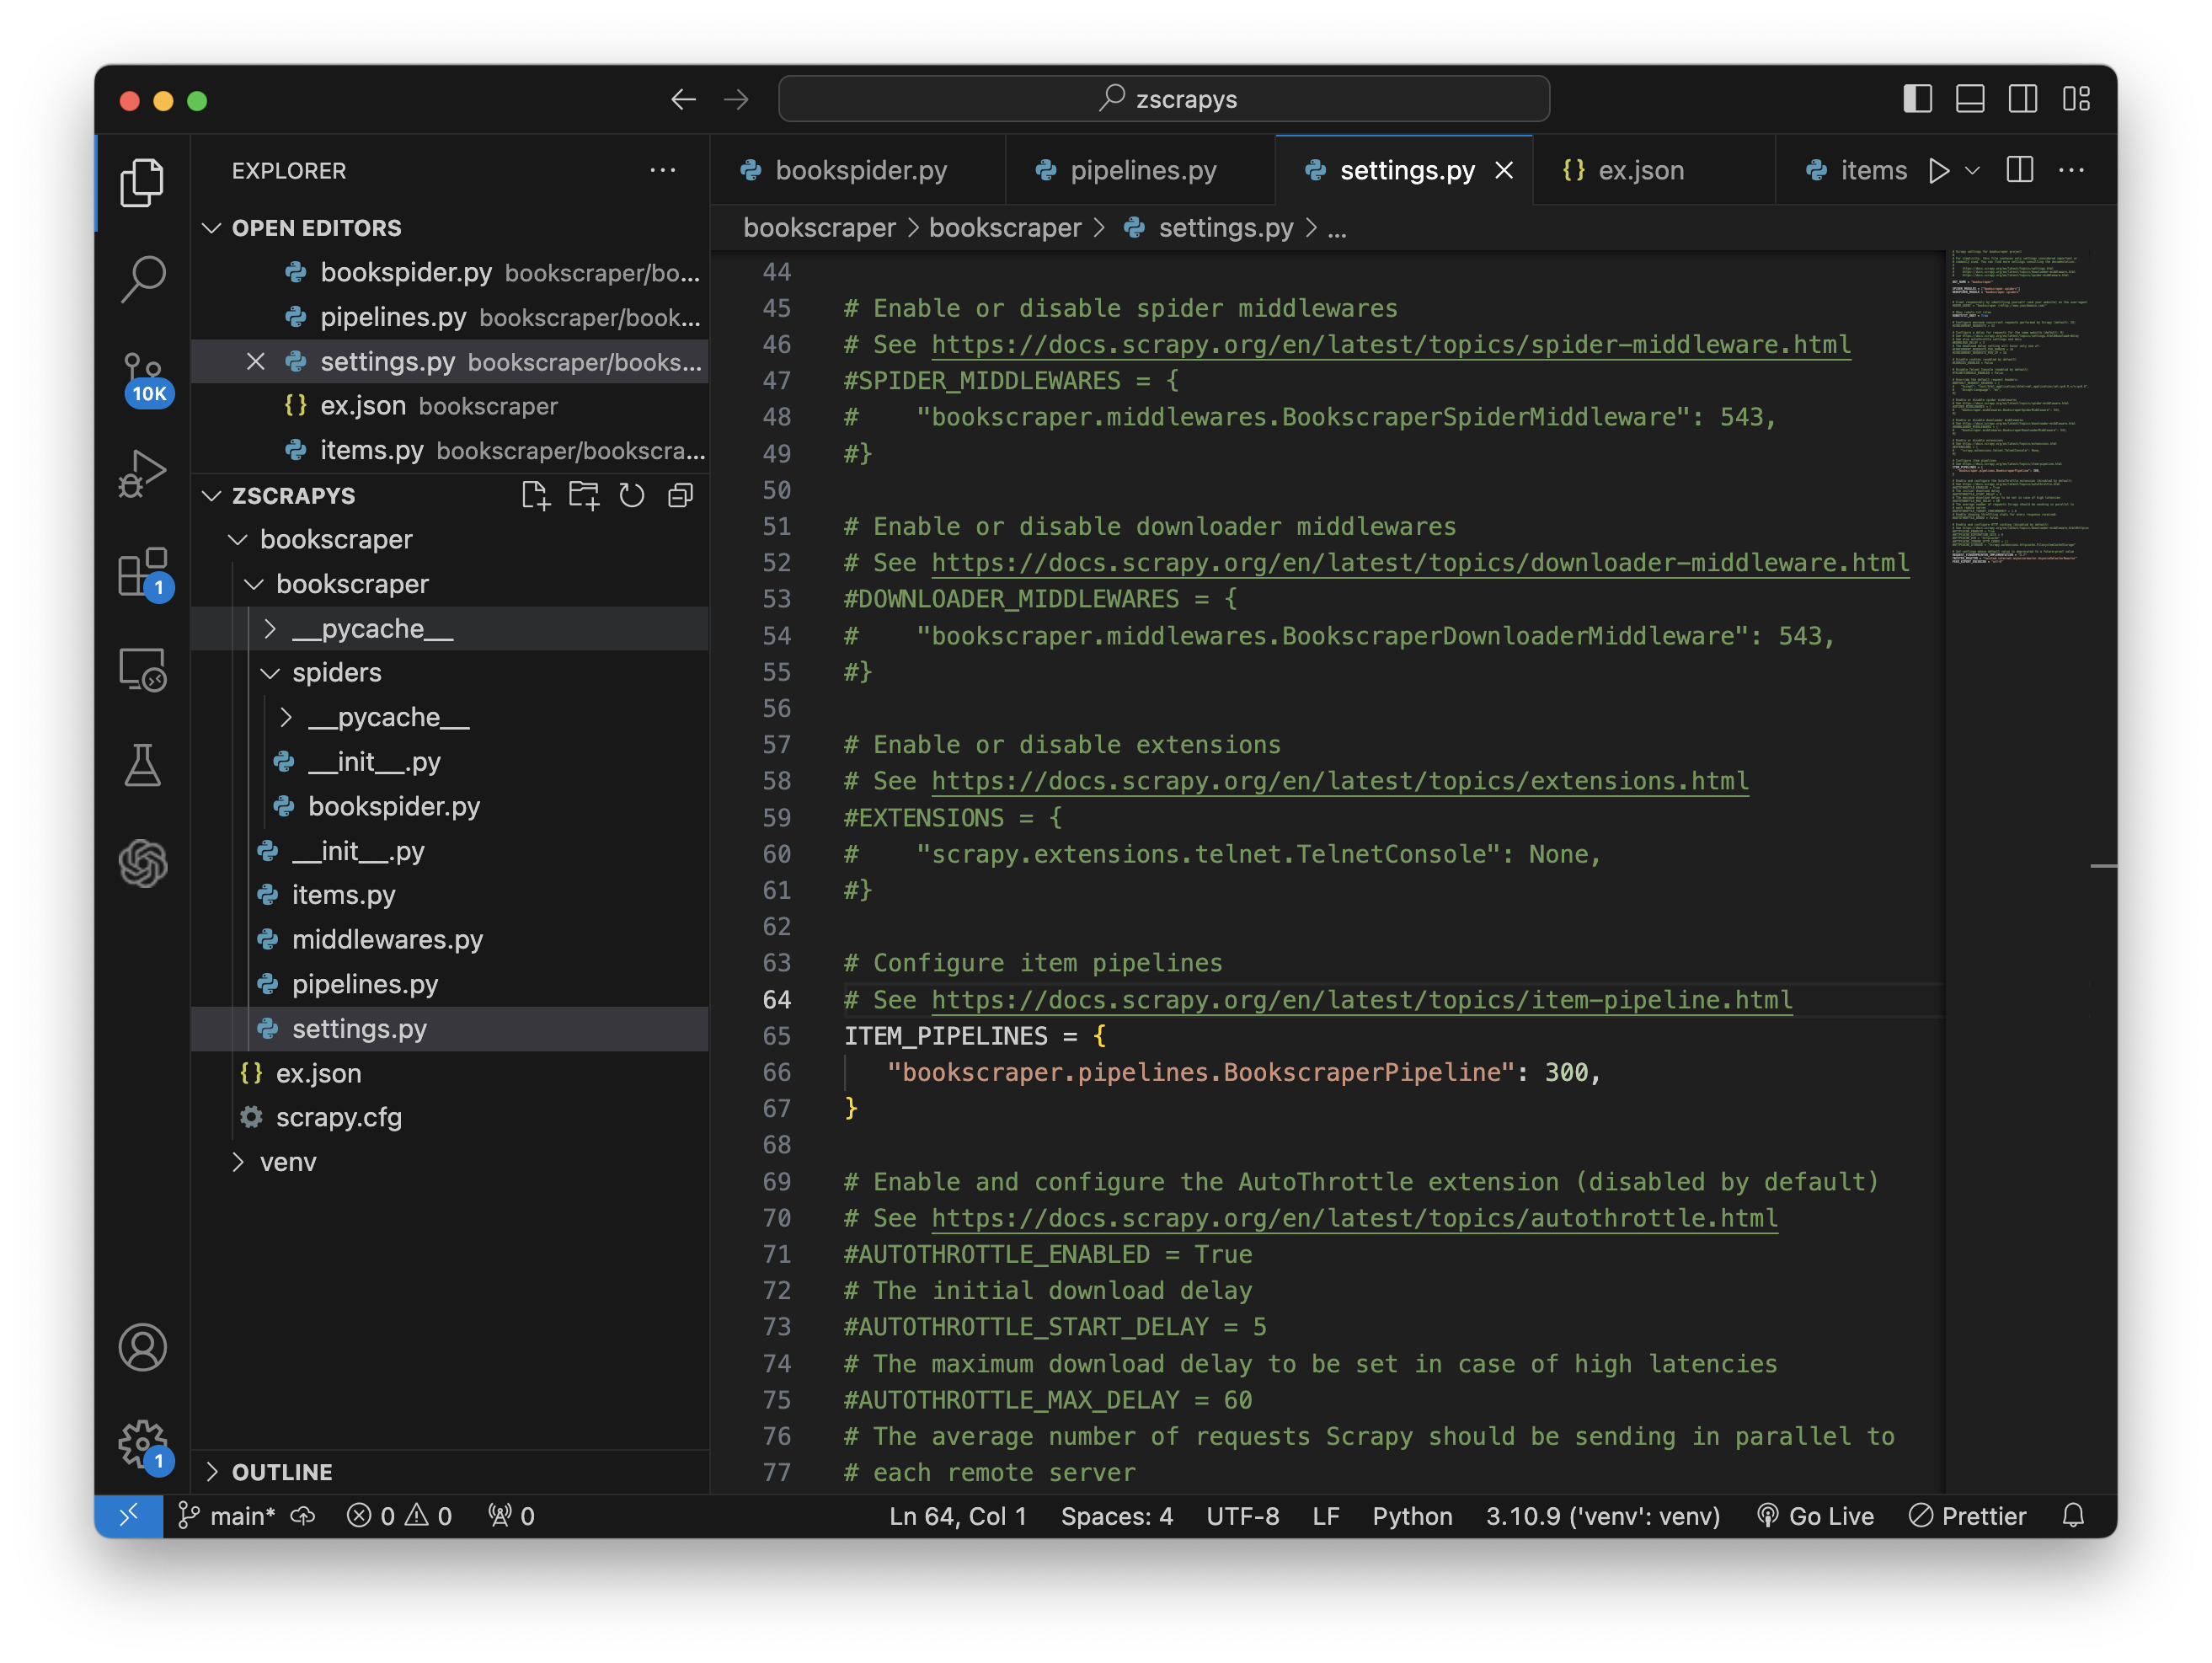 zscrapys
EXPLORER
OPEN EDITORS
bookspider.py bookscraper/bo...
pipelines.py bookscraper/book...
settings.py bookscraper/books...
{} ex.json bookscraper
items.py bookscraper/bookscra...
ZSCRAPYS
bookscraper
bookscraper
__pycache__
spiders
__pycache__
__init__.py
bookspider.py
__init__.py
items.py
middlewares.py
pipelines.py
settings.py
{} ex.json
scrapy.cfg
venv
OUTLINE
10K
1
1
bookspider.py pipelines.py settings.py {} ex.json items
bookscraper > bookscraper > settings.py > ...
44
45 # Enable or disable spider middlewares
46 # See https://docs.scrapy.org/en/latest/topics/spider-middleware.html
47 #SPIDER_MIDDLEWARES = {
48 #    "bookscraper.middlewares.BookscraperSpiderMiddleware": 543,
49 #}
50
51 # Enable or disable downloader middlewares
52 # See https://docs.scrapy.org/en/latest/topics/downloader-middleware.html
53 #DOWNLOADER_MIDDLEWARES = {
54 #    "bookscraper.middlewares.BookscraperDownloaderMiddleware": 543,
55 #}
56
57 # Enable or disable extensions
58 # See https://docs.scrapy.org/en/latest/topics/extensions.html
59 #EXTENSIONS = {
60 #    "scrapy.extensions.telnet.TelnetConsole": None,
61 #}
62
63 # Configure item pipelines
64 # See https://docs.scrapy.org/en/latest/topics/item-pipeline.html
65 ITEM_PIPELINES = {
66    "bookscraper.pipelines.BookscraperPipeline": 300,
67 }
68
69 # Enable and configure the AutoThrottle extension (disabled by default)
70 # See https://docs.scrapy.org/en/latest/topics/autothrottle.html
71 #AUTOTHROTTLE_ENABLED = True
72 # The initial download delay
73 #AUTOTHROTTLE_START_DELAY = 5
74 # The maximum download delay to be set in case of high latencies
75 #AUTOTHROTTLE_MAX_DELAY = 60
76 # The average number of requests Scrapy should be sending in parallel to
77 # each remote server
main* 0 0 0 Ln 64, Col 1 Spaces: 4 UTF-8 LF Python 3.10.9 ('venv': venv) Go Live Prettier